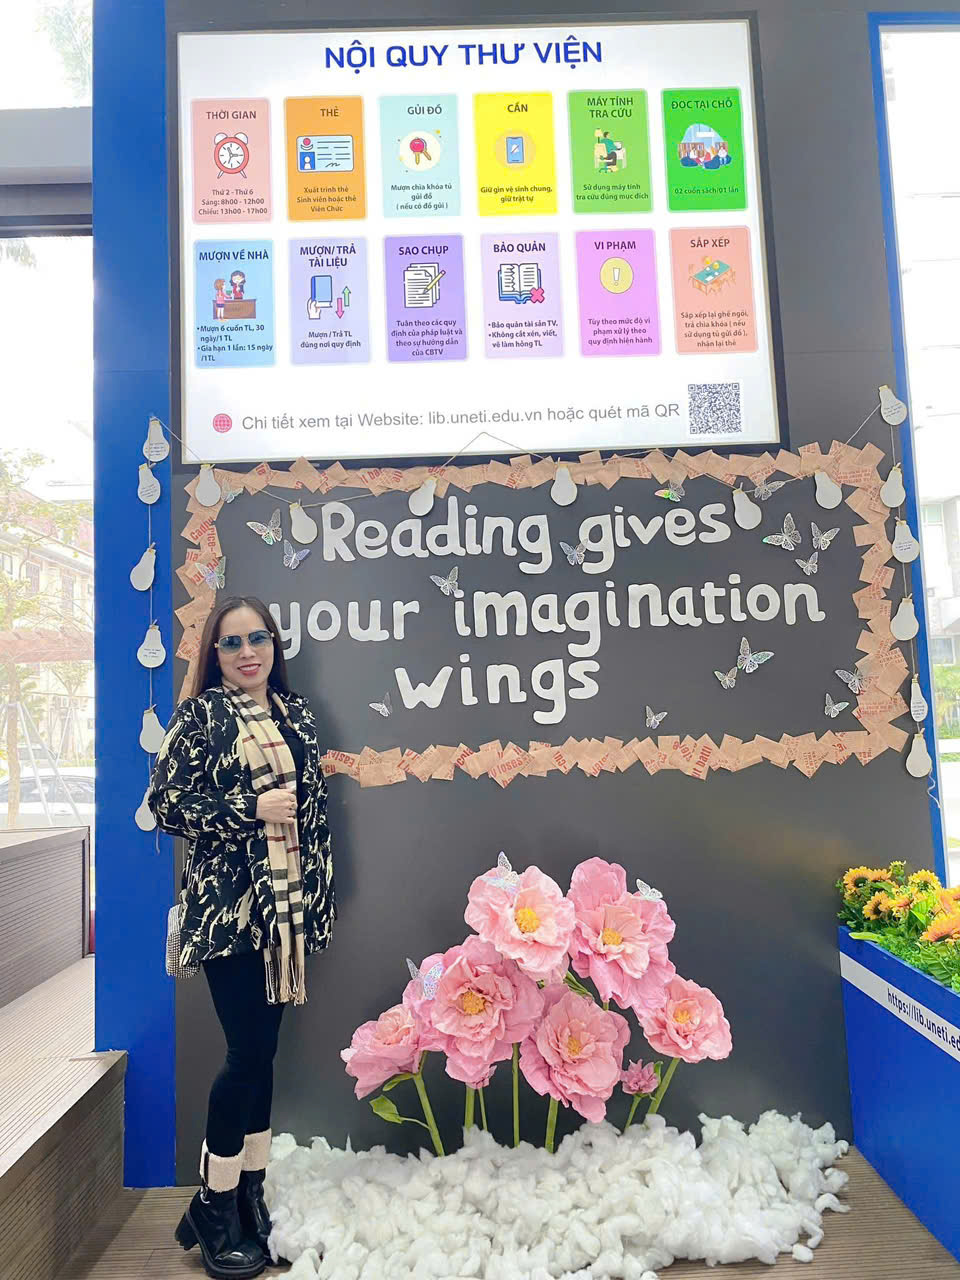 NỘI QUY THƯ VIỆN
THỜI GIAN
Thứ 2 - Thứ 6
Sáng: 8h00 - 12h00
Chiều: 13h00 - 17h00
THẺ
Xuất trình thẻ
Sinh viên hoặc thẻ
Viên Chức
GỬI ĐỒ
Mượn chìa khóa tủ
gửi đồ
( nếu có đồ gửi )
CẤN
Giữ gìn vệ sinh chung,
giữ trật tự
MÁY TÍNH
TRA CỨU
Sử dụng máy tính
tra cứu đúng mục đích
ĐỌC TẠI CHỖ
02 cuốn sách/01 lần
MƯỢN VỀ NHÀ
• Mượn 6 cuốn TL, 30
ngày/1 TL
• Gia hạn 1 lần: 15 ngày
/1TL
MƯỢN/ TRẢ
TÀI LIỆU
Mượn / Trả TL
đúng nơi quy định
SAO CHỤP
Tuân theo các quy
định của pháp luật và
theo sự hướng dẫn
của CBTV
BẢO QUẢN
• Bảo quản tài sản TV.
• Không cắt xén, viết,
vẽ làm hỏng TL
VI PHẠM
Tùy theo mức độ vi
phạm xử lý theo
quy định hiện hành
SẮP XẾP
Sắp xếp lại ghế ngồi,
trả chìa khóa ( nếu
sử dụng tủ gửi đồ ),
nhận lại thẻ
Chi tiết xem tại Website: lib.uneti.edu.vn hoặc quét mã QR
Reading gives
your imagination
wings
https://lib.uneti.ed